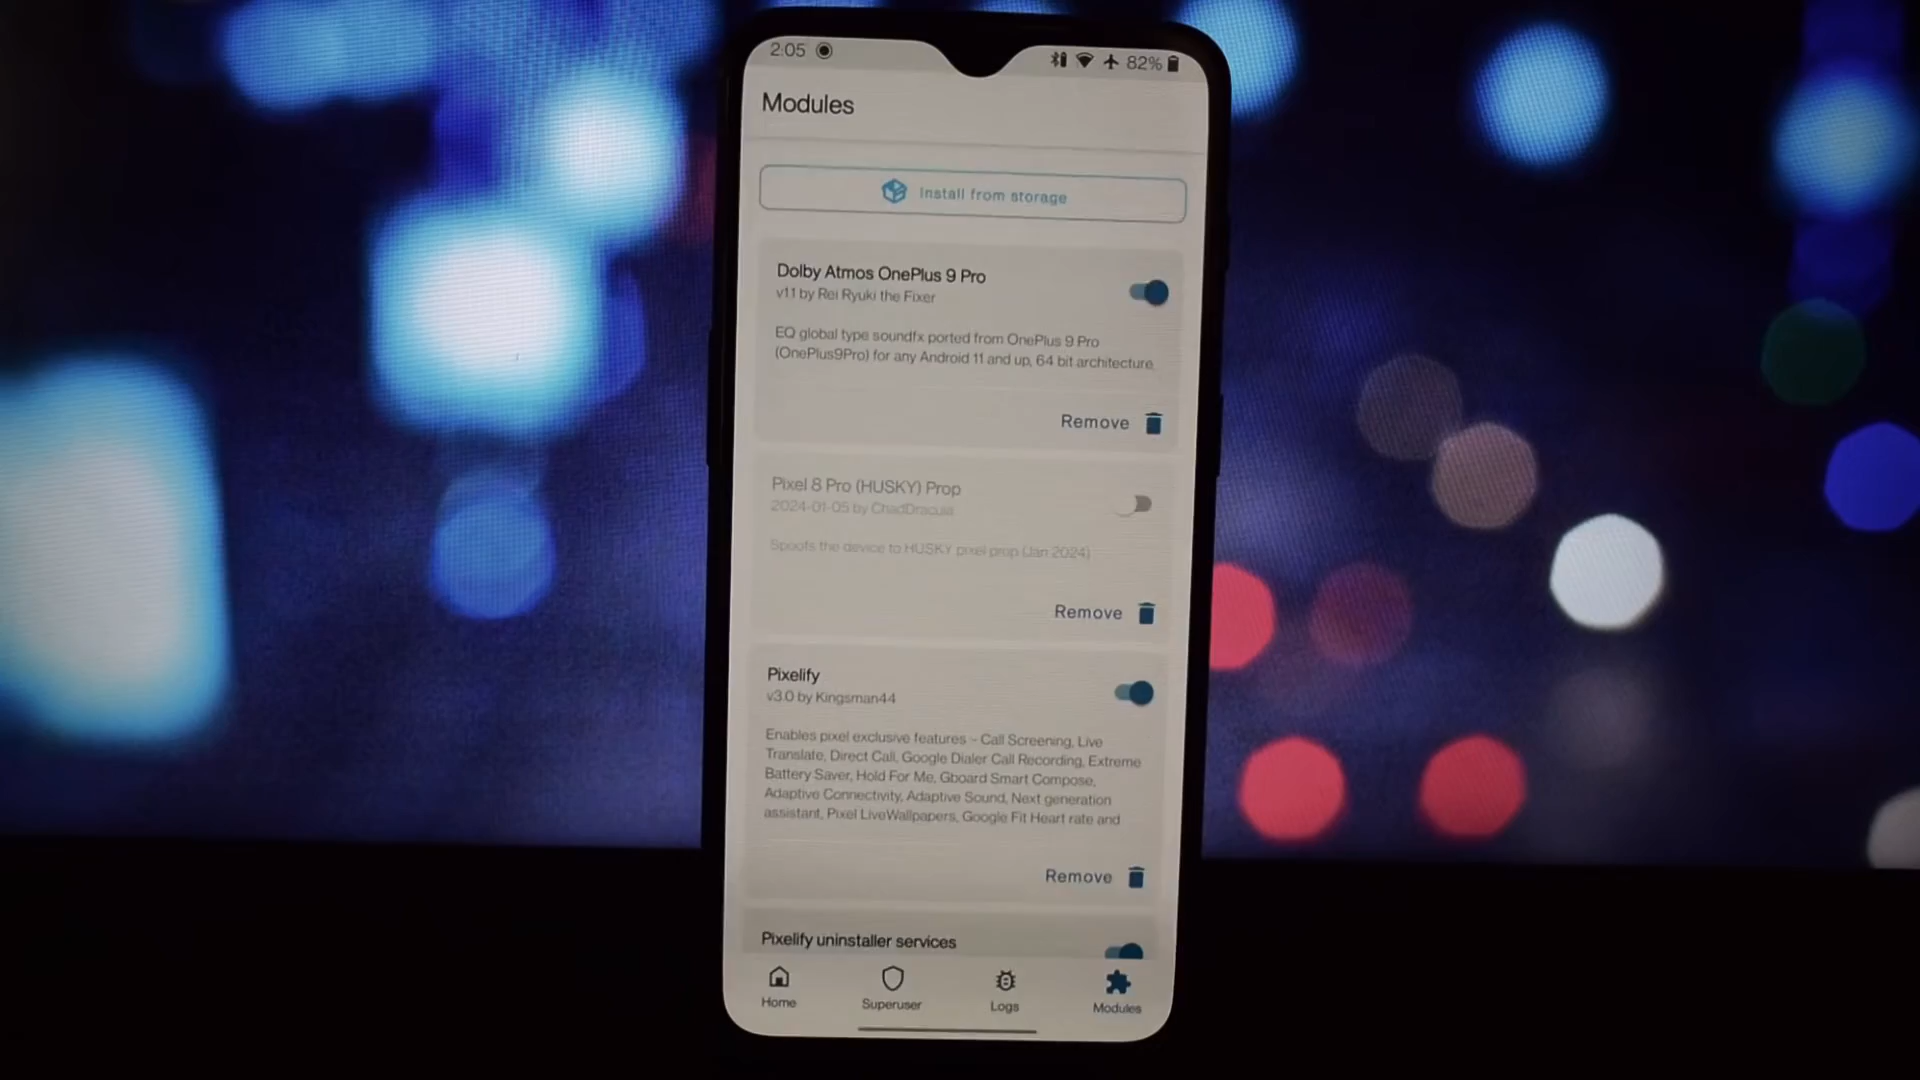 2:05
82%
Modules
Install from storage
Dolby Atmos OnePlus 9 Pro
v11 by Rei Ryuki the Fixer
EQ global type soundfx ported from OnePlus 9 Pro
(OnePlus9Pro) for any Android 11 and up, 64 bit architecture
Remove
Pixel 8 Pro (HUSKY) Prop
2024-01-05 by ChadDracula
Spoofs the device to HUSKY pixel prop (Jan 2024)
Remove
Pixelify
v3.0 by Kingsman44
Enables pixel exclusive features - Call Screening, Live
Translate, Direct Call, Google Dialer Call Recording, Extreme
Battery Saver, Hold For Me, Gboard Smart Compose,
Adaptive Connectivity, Adaptive Sound, Next generation
assistant, Pixel LiveWallpapers, Google Fit Heart rate and
Remove
Pixelify uninstaller services
Home
Superuser
Logs
Modules